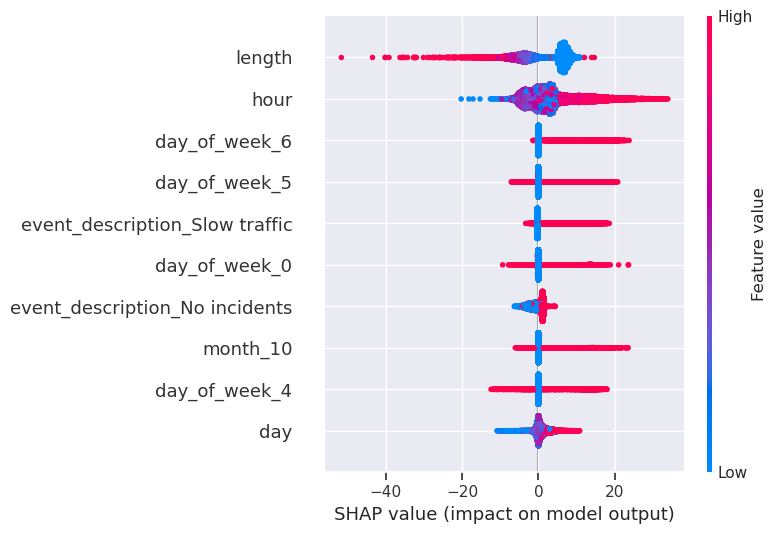 High
length
hour
day_of_week_6
day_of_week_5
event_description_Slow traffic
day_of_week_0
event_description_No incidents
month_10
day_of_week_4
day
Feature value
Low
−40
−20
0
20
SHAP value (impact on model output)